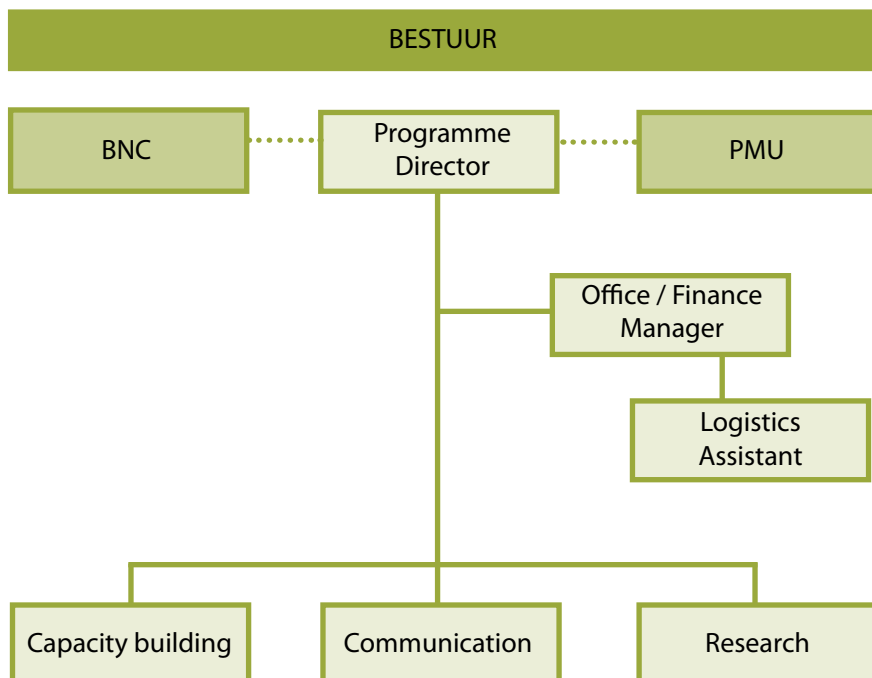 BESTUUR
BNC
Programme
Director
PMU
Office / Finance
Manager
Logistics
Assistant
Capacity building
Communication
Research